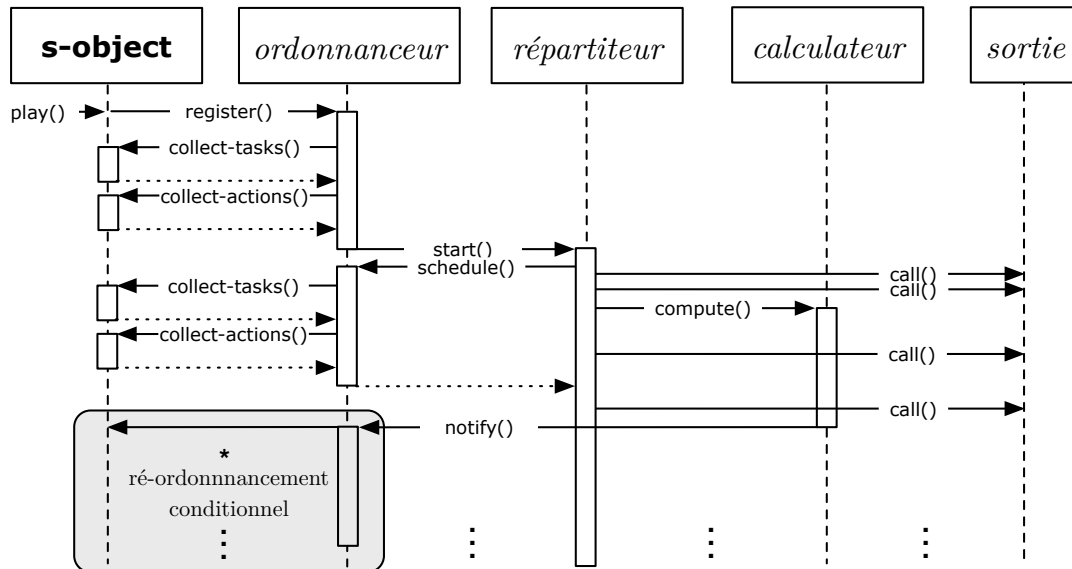 s-object ordonnanceur répartiteur calculateur sortie
play() register()
collect-tasks()
collect-actions()
start()
schedule()
call()
collect-tasks()
call()
compute()
collect-actions()
call()
call()
notify()
*
ré-ordonnnancement
conditionnel